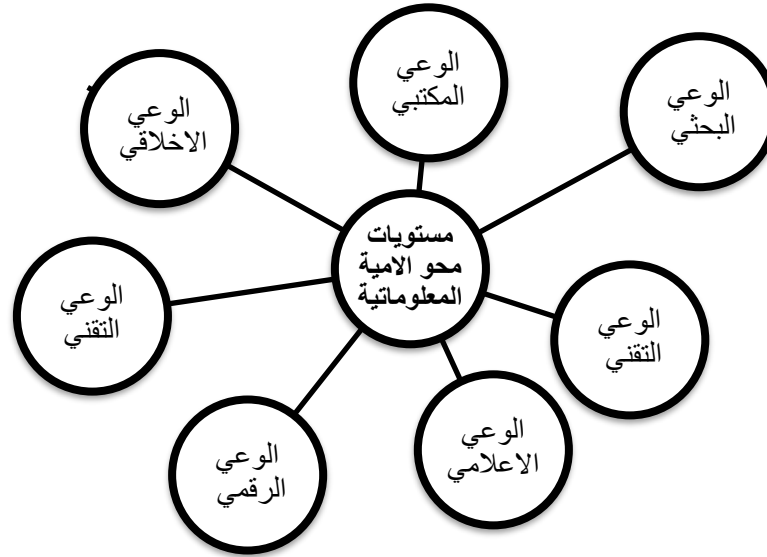 الوعي
المكتبي
الوعي
البحثي
الوعي
الاخلاقي
مستويات
محو الامية
المعلوماتية
الوعي
التقني
الوعي
التقني
الوعي
الاعلامي
الوعي
الرقمي